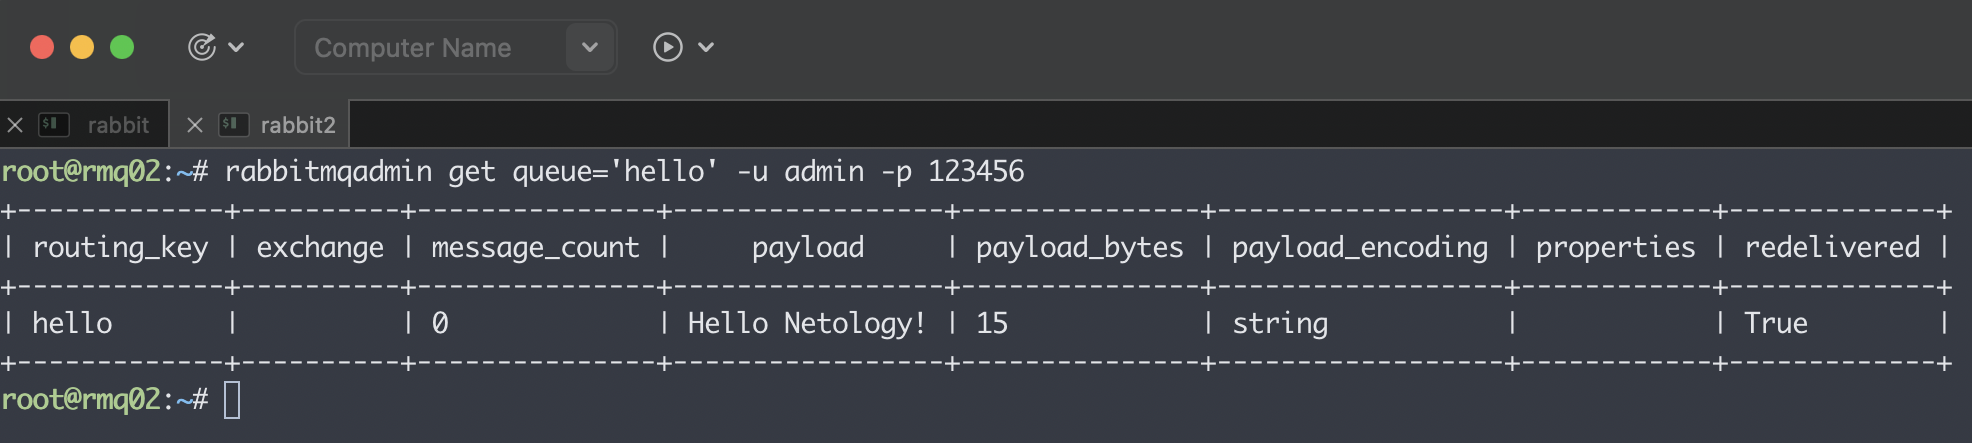 Computer Name
rabbit rabbit2
root@rmq02:~# rabbitmqadmin get queue='hello' -u admin -p 123456
+-------------+----------+---------------+----------------+---------------+------------------+------------+-------------+
| routing_key | exchange | message_count |    payload     | payload_bytes | payload_encoding | properties | redelivered |
+-------------+----------+---------------+----------------+---------------+------------------+------------+-------------+
| hello       |          | 0             | Hello Netology! | 15            | string           |            | True        |
+-------------+----------+---------------+----------------+---------------+------------------+------------+-------------+
root@rmq02:~#